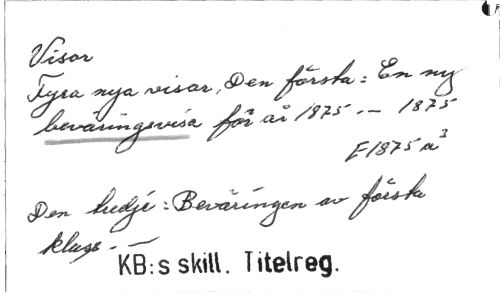 Visor
Fyra nya visor, Den första: En ny
beväringsvisa för år 1875. — 1875
E 1875 a³
Den tredje: Beväringen av första
klass. —
KB:s skill. Titelreg.